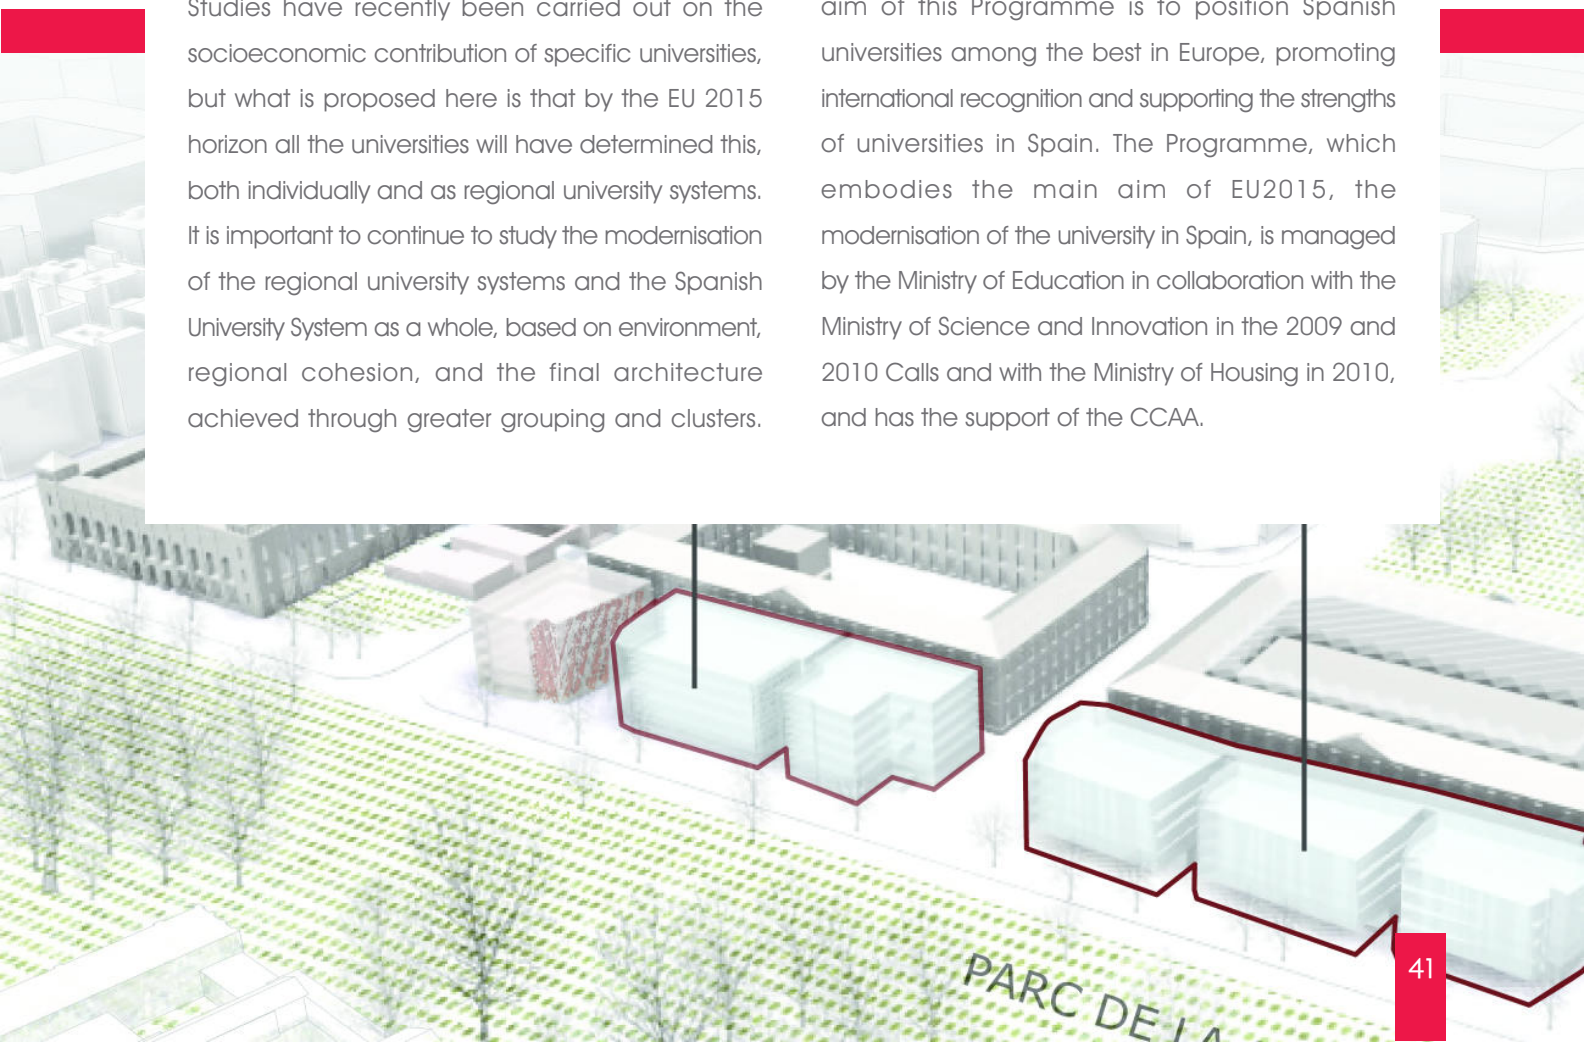 Studies have recently been carried out on the
socioeconomic contribution of specific universities,
but what is proposed here is that by the EU 2015
horizon all the universities will have determined this,
both individually and as regional university systems.
It is important to continue to study the modernisation
of the regional university systems and the Spanish
University System as a whole, based on environment,
regional cohesion, and the final architecture
achieved through greater grouping and clusters.
aim of this Programme is to position Spanish
universities among the best in Europe, promoting
international recognition and supporting the strengths
of universities in Spain. The Programme, which
embodies the main aim of EU2015, the
modernisation of the university in Spain, is managed
by the Ministry of Education in collaboration with the
Ministry of Science and Innovation in the 2009 and
2010 Calls and with the Ministry of Housing in 2010,
and has the support of the CCAA.
PARC DE LA
41